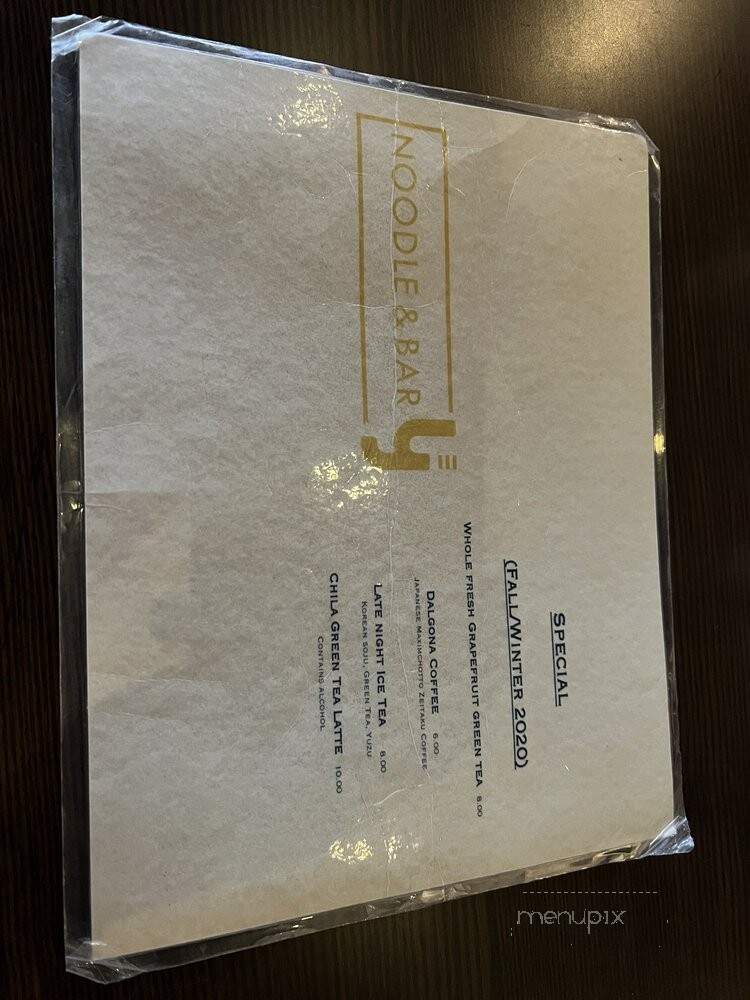 NOODLE & BAR
Special
(Fall/Winter 2020)
Whole Fresh Grapefruit Green Tea 8.00
Dalgona Coffee 6.00
Japanese Maximchotto Zeitaku Coffee
Late Night Ice Tea 8.00
Korean Soju, Green Tea, Yuzu
Chila Green Tea Latte 10.00
Contains Alcohol
menupix